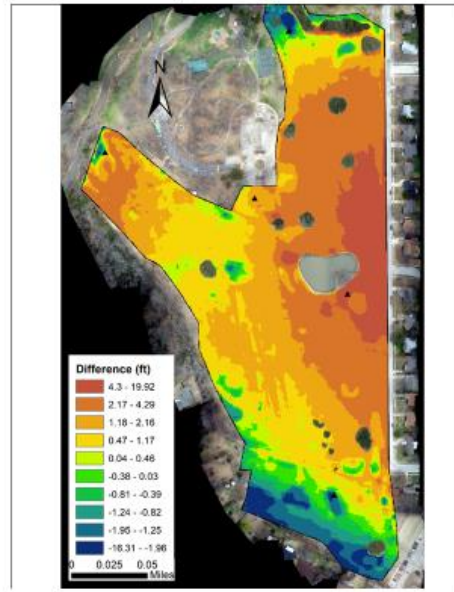 N
Difference (ft)
4.3 - 19.92
2.17 - 4.29
1.18 - 2.16
0.47 - 1.17
0.04 - 0.46
-0.38 - 0.03
-0.81 - -0.39
-1.24 - -0.82
-1.95 - -1.25
-16.31 - -1.96
0 0.025 0.05
Miles